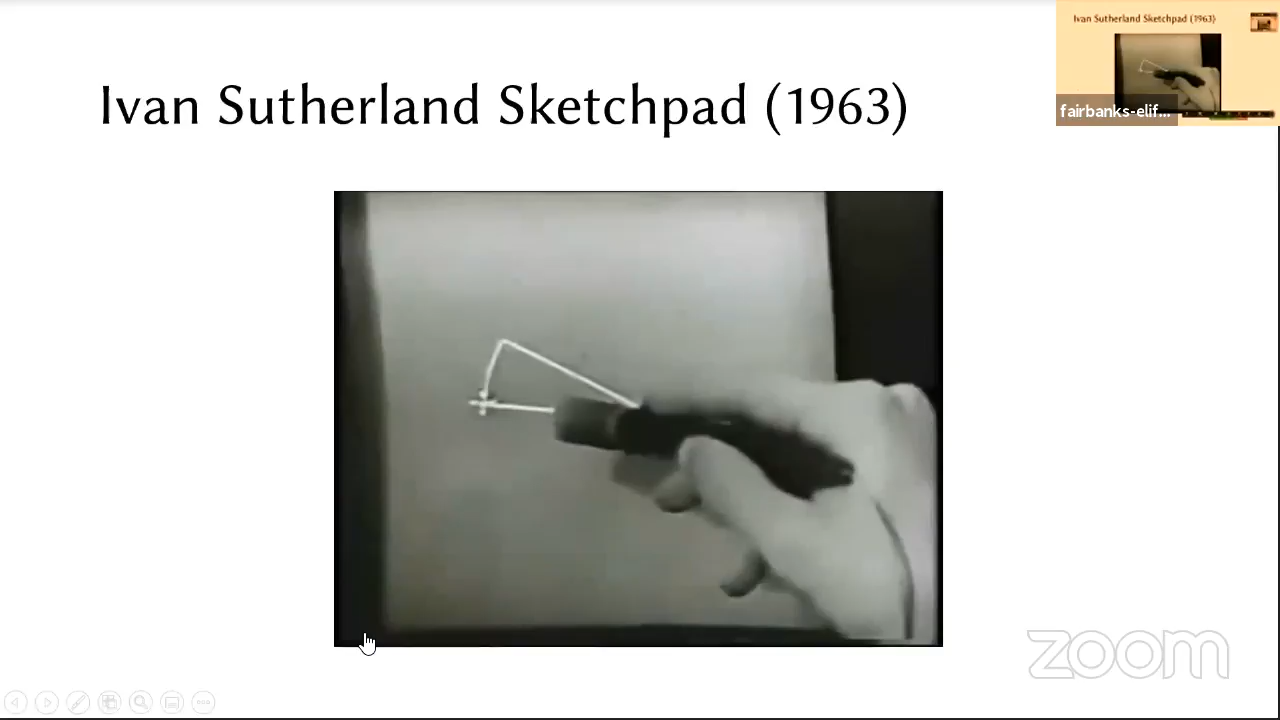 Ivan Sutherland Sketchpad (1963)
Ivan Sutherland Sketchpad (1963)
fairbanks-elif...
zoom